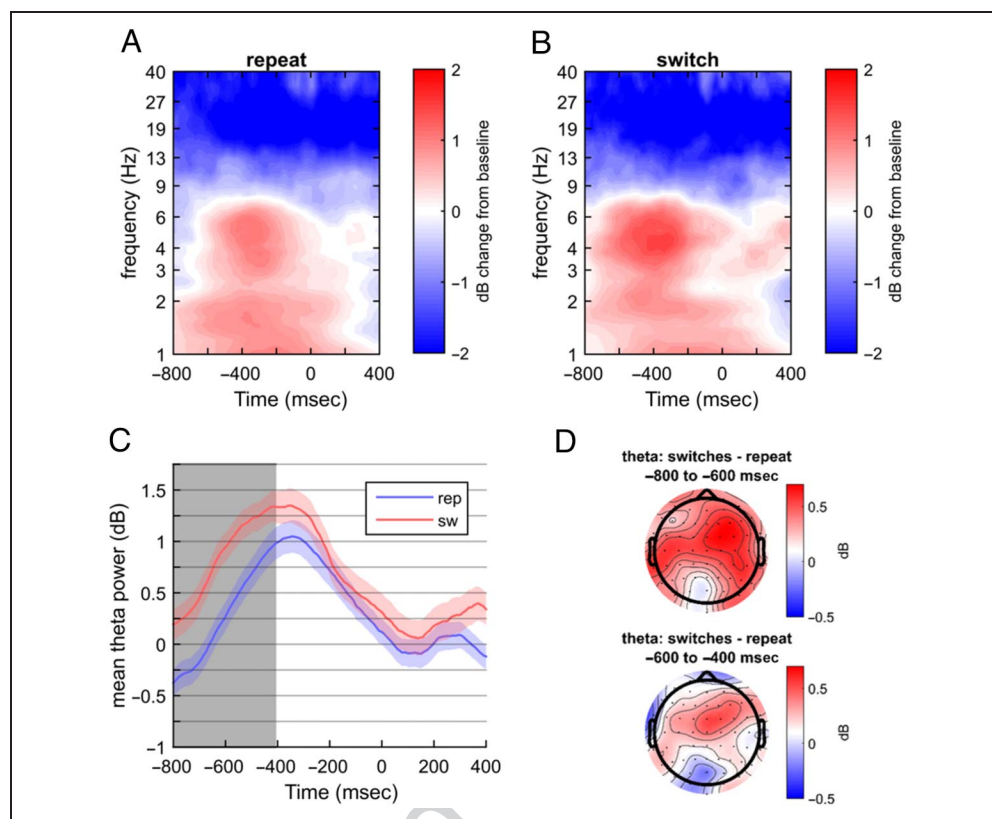 A
repeat
40
27
19
13
9
6
4
3
2
1
frequency (Hz)
−800
−400
0
400
Time (msec)
2
1
0
−1
−2
dB change from baseline
B
switch
40
27
19
13
9
6
4
3
2
1
frequency (Hz)
−800
−400
0
400
Time (msec)
2
1
0
−1
−2
dB change from baseline
C
1.5
1
0.5
0
−0.5
−1
mean theta power (dB)
rep
sw
−800
−600
−400
−200
0
200
400
Time (msec)
D
theta: switches - repeat
−800 to −600 msec
0.5
0
−0.5
dB
theta: switches - repeat
−600 to −400 msec
0.5
0
−0.5
dB